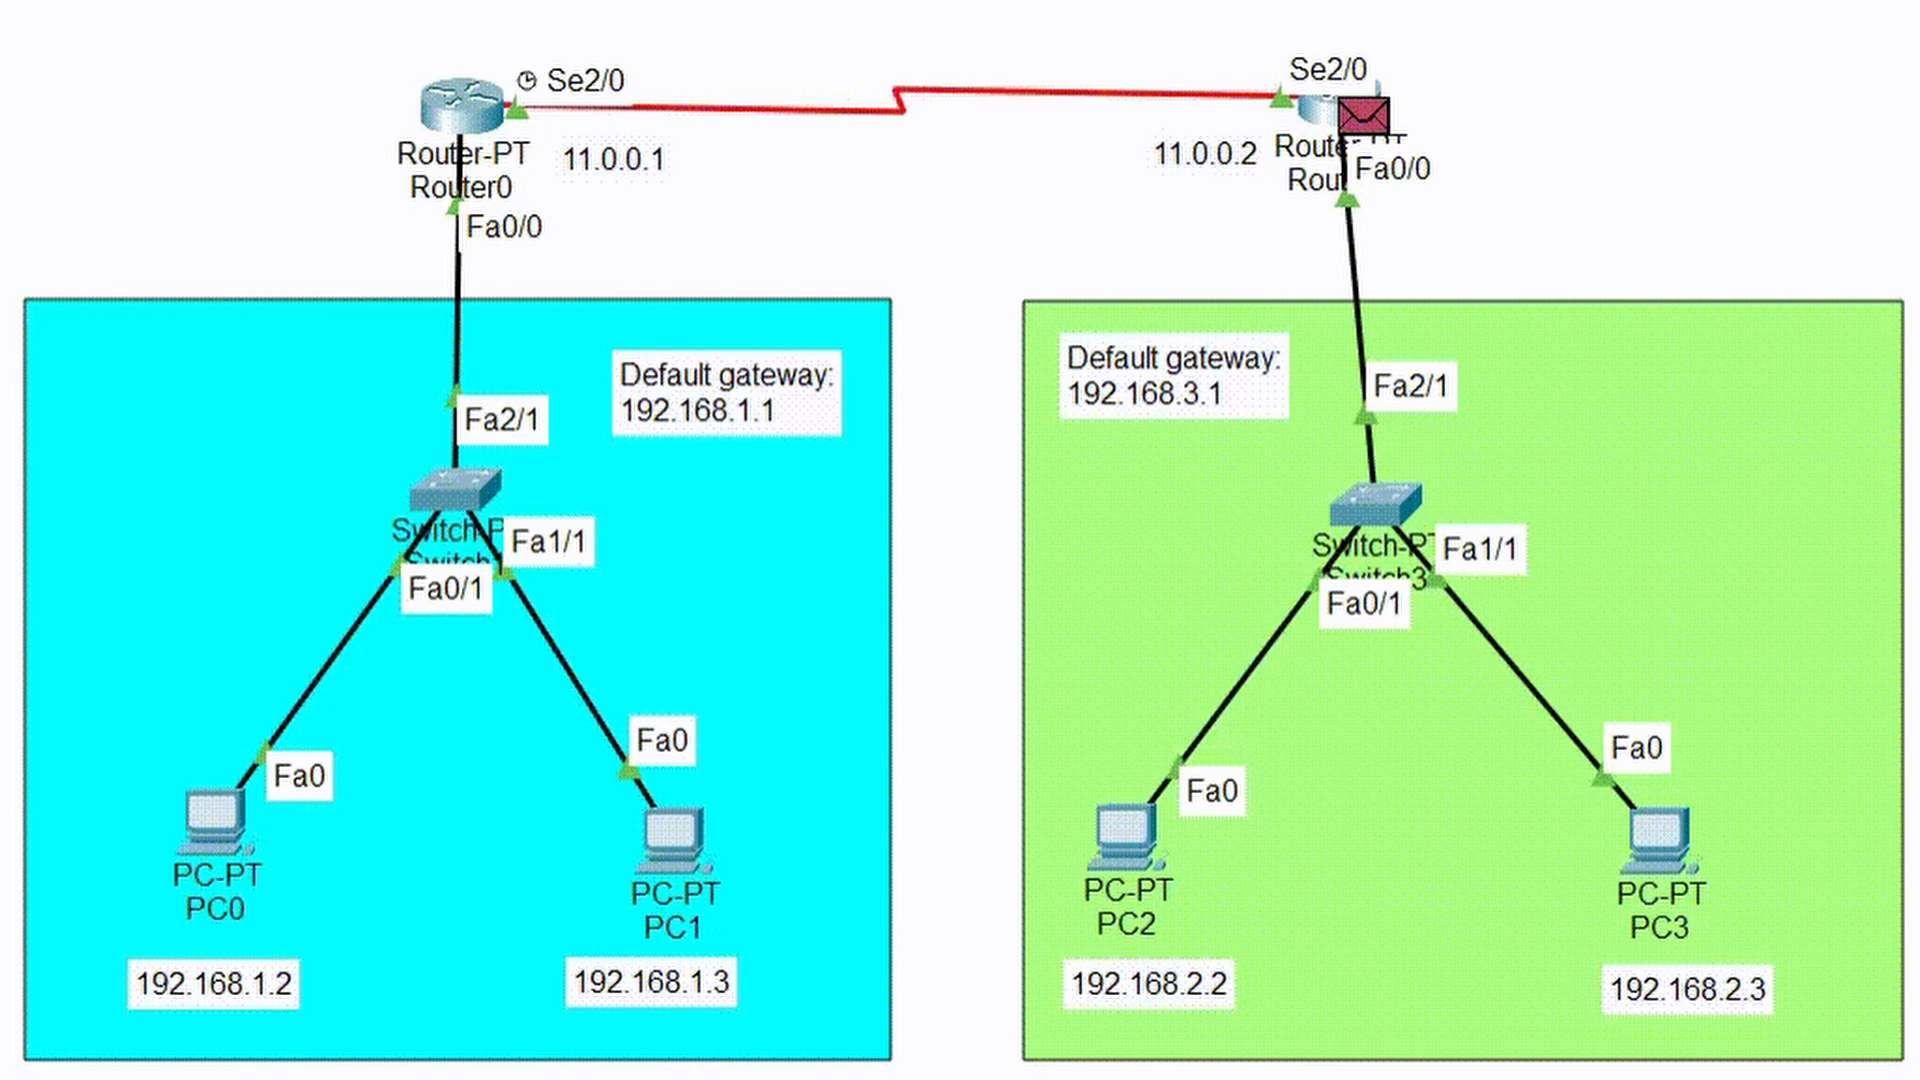 Se2/0
Router-PT
Router0
11.0.0.1
Fa0/0
Se2/0
11.0.0.2
Fa0/0
Default gateway:
192.168.1.1
Fa2/1
Fa1/1
Fa0/1
Fa0
Fa0
PC-PT
PC0
PC-PT
PC1
192.168.1.2
192.168.1.3
Default gateway:
192.168.3.1
Fa2/1
Switch-PT
Switch3
Fa1/1
Fa0/1
Fa0
Fa0
PC-PT
PC2
PC-PT
PC3
192.168.2.2
192.168.2.3